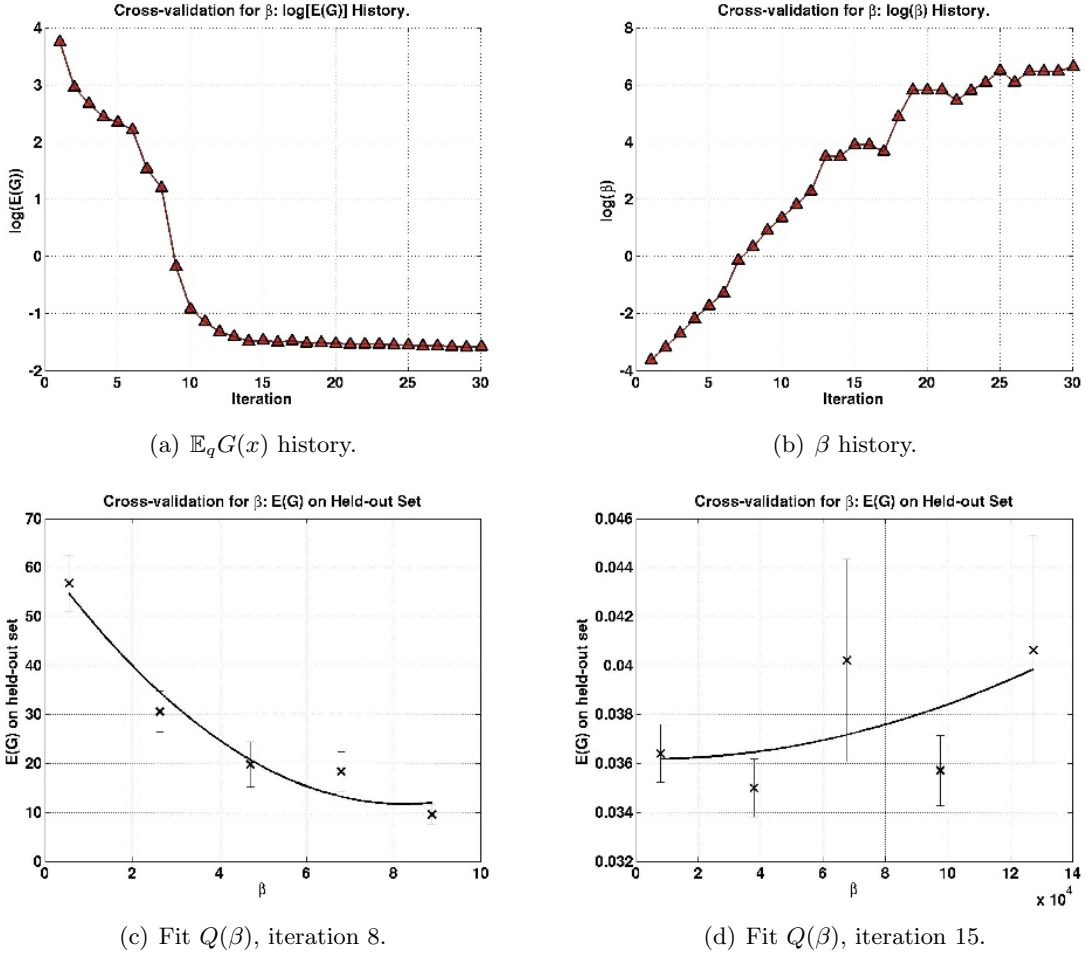 Cross-validation for β: log[E(G)] History.
4
3
2
1
0
-1
-2
log(E(G))
0 5 10 15 20 25 30
Iteration
(a) 𝔼qG(x) history.
Cross-validation for β: log(β) History.
8
6
4
2
0
-2
-4
log(β)
0 5 10 15 20 25 30
Iteration
(b) β history.
Cross-validation for β: E(G) on Held-out Set
70
60
50
40
30
20
10
0
E(G) on held-out set
0 2 4 6 8 10
β
(c) Fit Q(β), iteration 8.
Cross-validation for β: E(G) on Held-out Set
0.046
0.044
0.042
0.04
0.038
0.036
0.034
0.032
E(G) on held-out set
0 2 4 6 8 10 12 14
β
x 10⁴
(d) Fit Q(β), iteration 15.